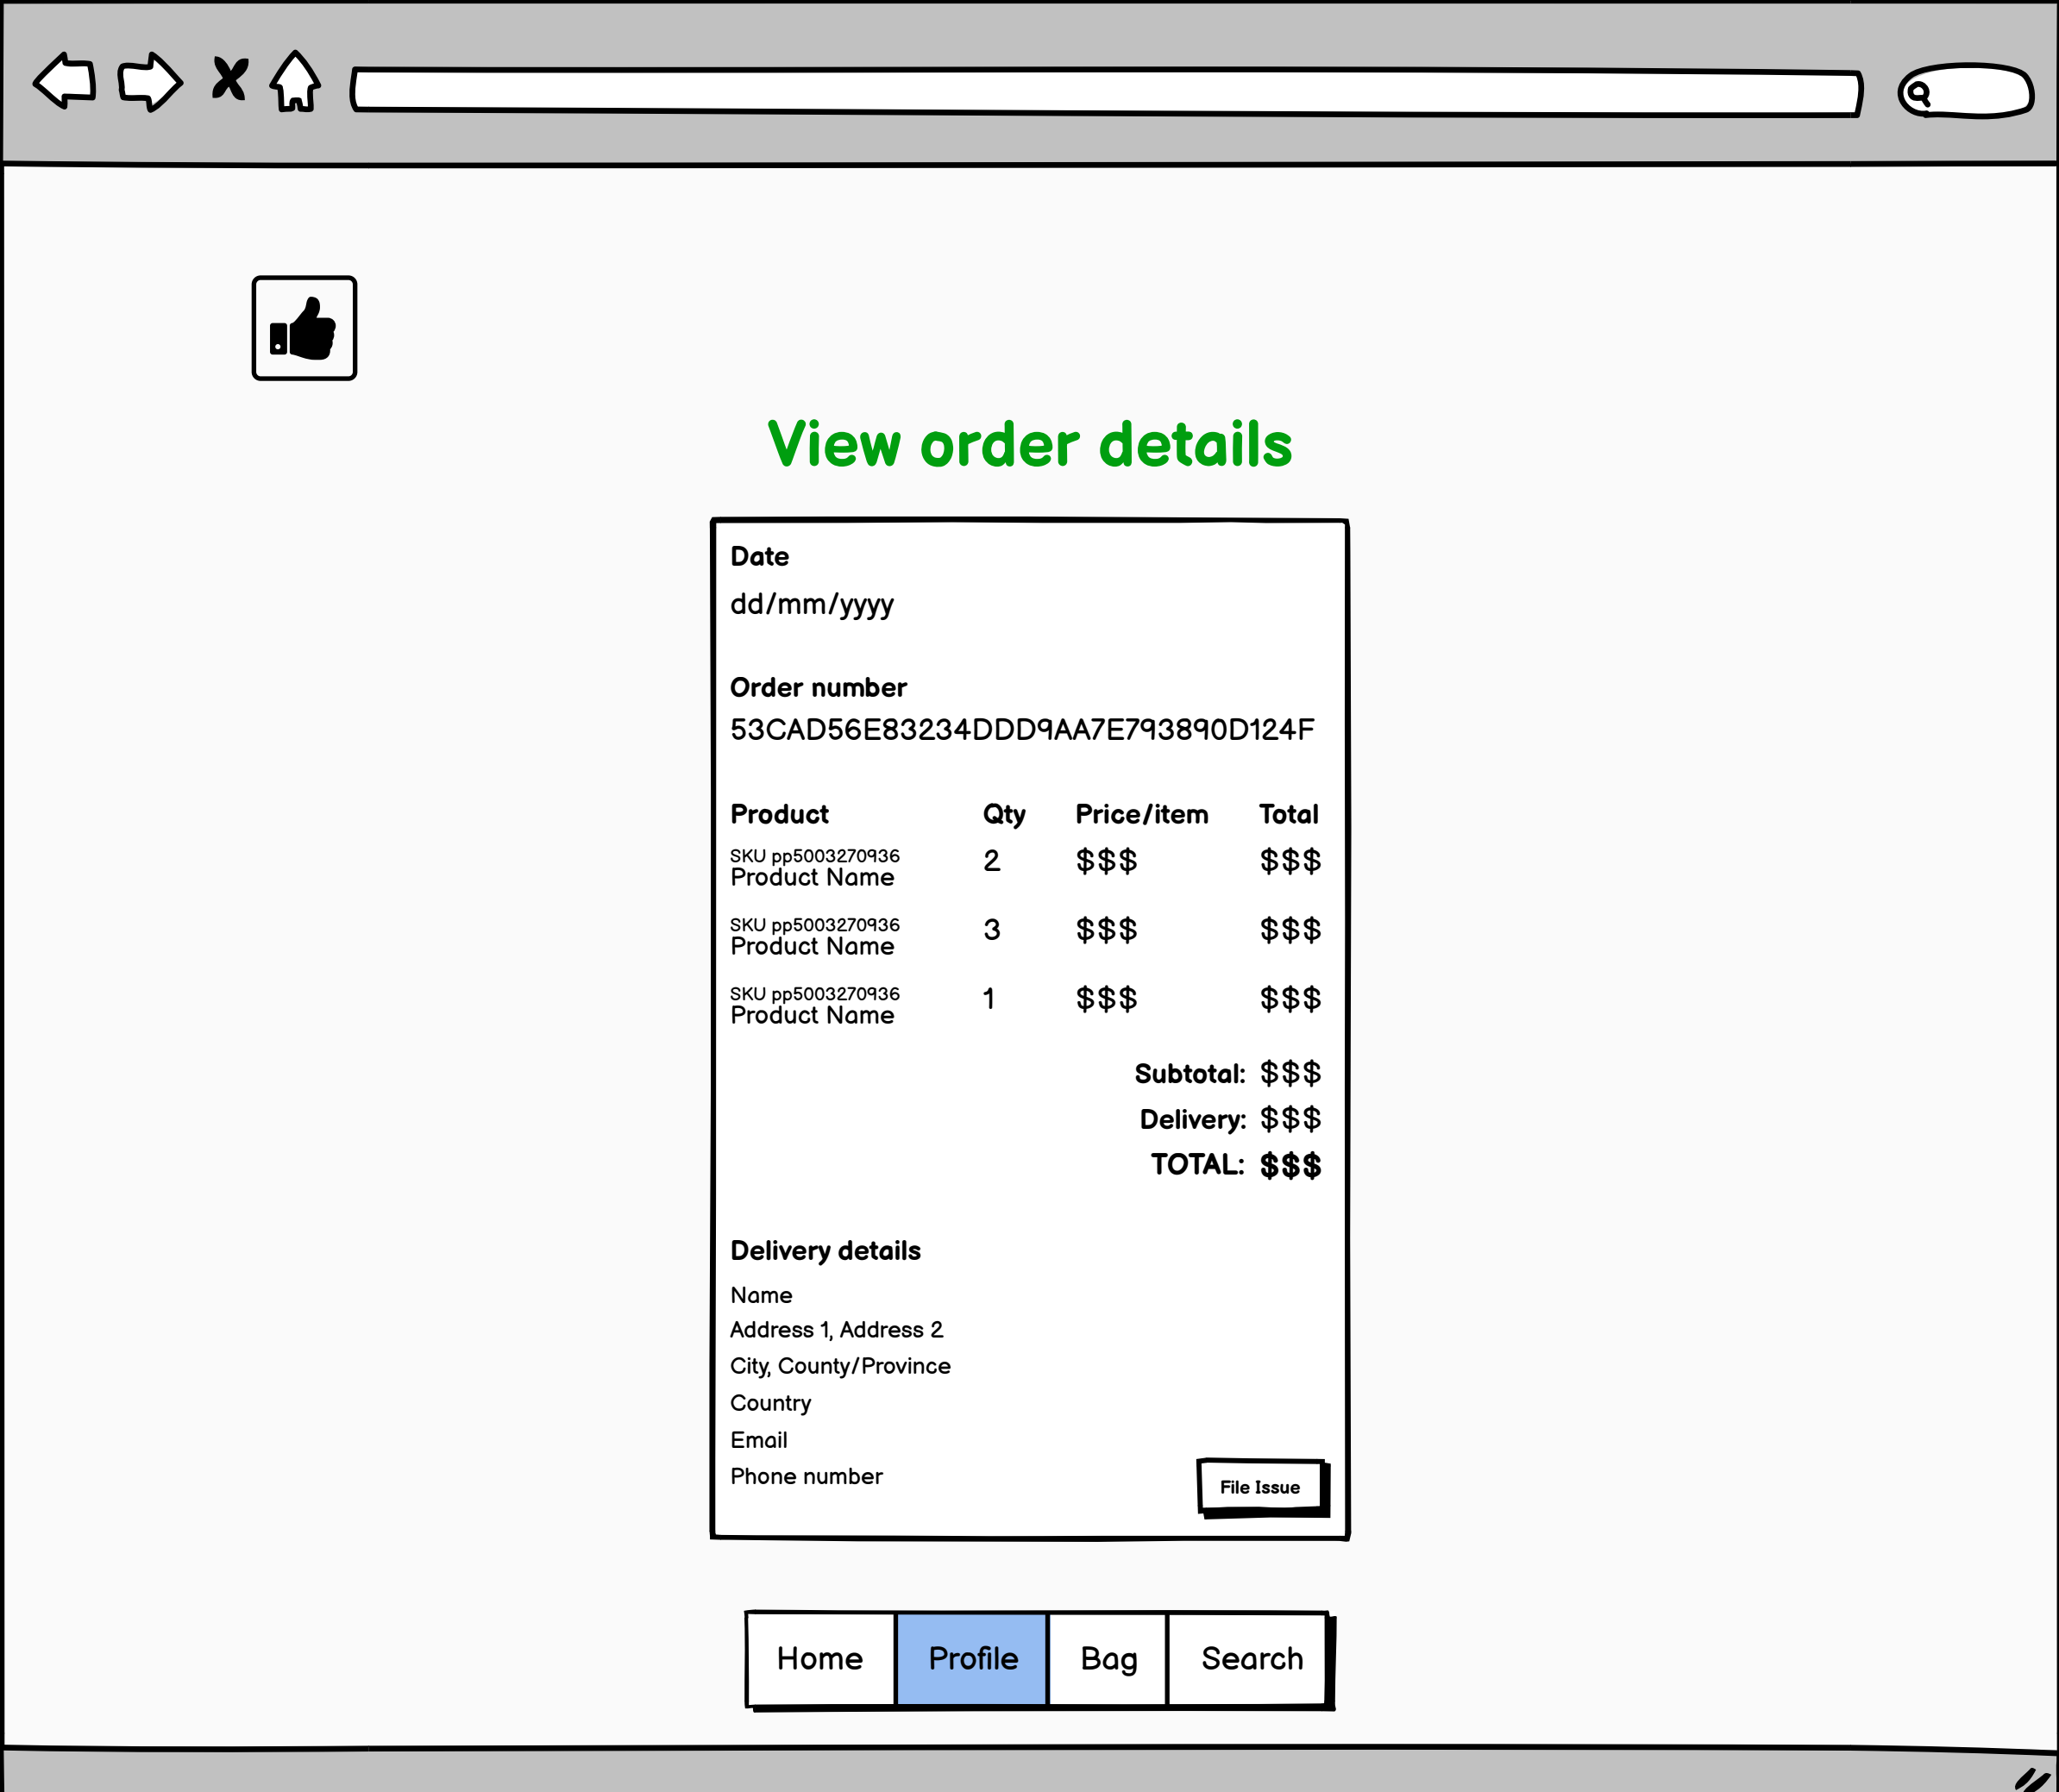 View order details
Date
dd/mm/yyyy
Order number
53CAD56E83234DDD9AA7E793890D124F
Product Qty Price/item Total
SKU pp5003270936
Product Name 2 $$$ $$$
SKU pp5003270936
Product Name 3 $$$ $$$
SKU pp5003270936
Product Name 1 $$$ $$$
Subtotal: $$$
Delivery: $$$
TOTAL: $$$
Delivery details
Name
Address 1, Address 2
City, County/Province
Country
Email
Phone number
File Issue
Home Profile Bag Search